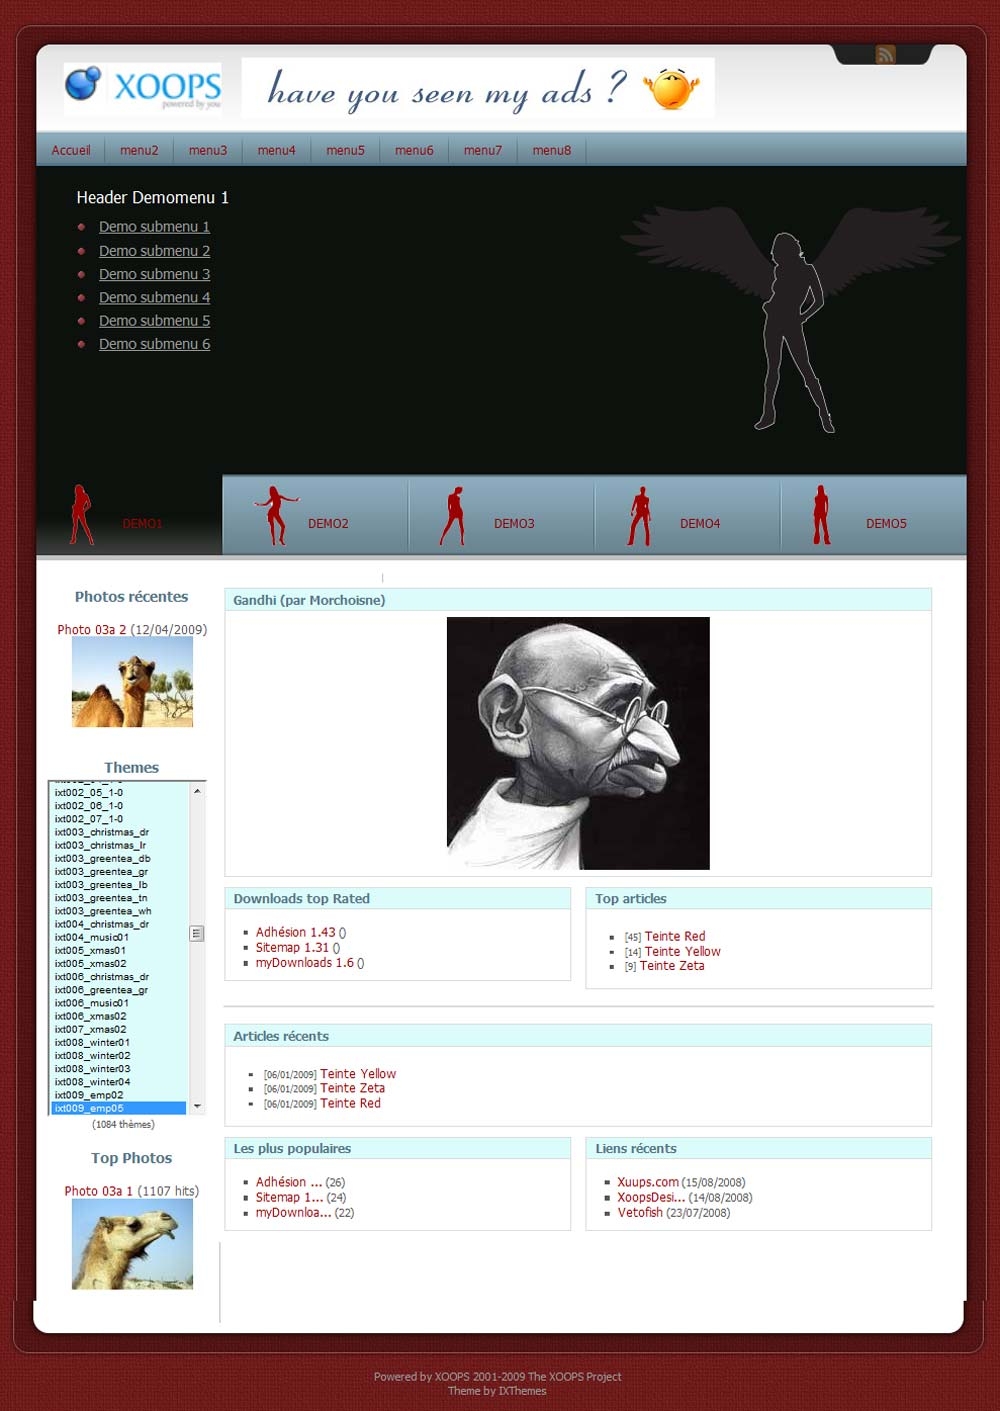 XOOPS
powered by you
have you seen my ads ?
Accueil menu2 menu3 menu4 menu5 menu6 menu7 menu8
Header Demomenu 1
Demo submenu 1
Demo submenu 2
Demo submenu 3
Demo submenu 4
Demo submenu 5
Demo submenu 6
DEMO1 DEMO2 DEMO3 DEMO4 DEMO5
Photos récentes
Photo 03a 2 (12/04/2009)
Themes
ixt002_05_1-0
ixt002_06_1-0
ixt002_07_1-0
ixt003_christmas_dr
ixt003_christmas_lr
ixt003_greentea_db
ixt003_greentea_gr
ixt003_greentea_lb
ixt003_greentea_tn
ixt003_greentea_wh
ixt004_christmas_dr
ixt004_music01
ixt005_xmas01
ixt005_xmas02
ixt006_christmas_dr
ixt006_greentea_gr
ixt006_music01
ixt006_xmas02
ixt007_xmas02
ixt008_winter01
ixt008_winter02
ixt008_winter03
ixt008_winter04
ixt009_emp02
ixt009_emp05
(1084 thèmes)
Top Photos
Photo 03a 1 (1107 hits)
Gandhi (par Morchoisne)
Downloads top Rated
Adhésion 1.43 ()
Sitemap 1.31 ()
myDownloads 1.6 ()
Top articles
[45] Teinte Red
[14] Teinte Yellow
[9] Teinte Zeta
Articles récents
[06/01/2009] Teinte Yellow
[06/01/2009] Teinte Zeta
[06/01/2009] Teinte Red
Les plus populaires
Adhésion ... (26)
Sitemap 1... (24)
myDownloa... (22)
Liens récents
Xuups.com (15/08/2008)
XoopsDesi... (14/08/2008)
Vetofish (23/07/2008)
Powered by XOOPS 2001-2009 The XOOPS Project
Theme by IXThemes